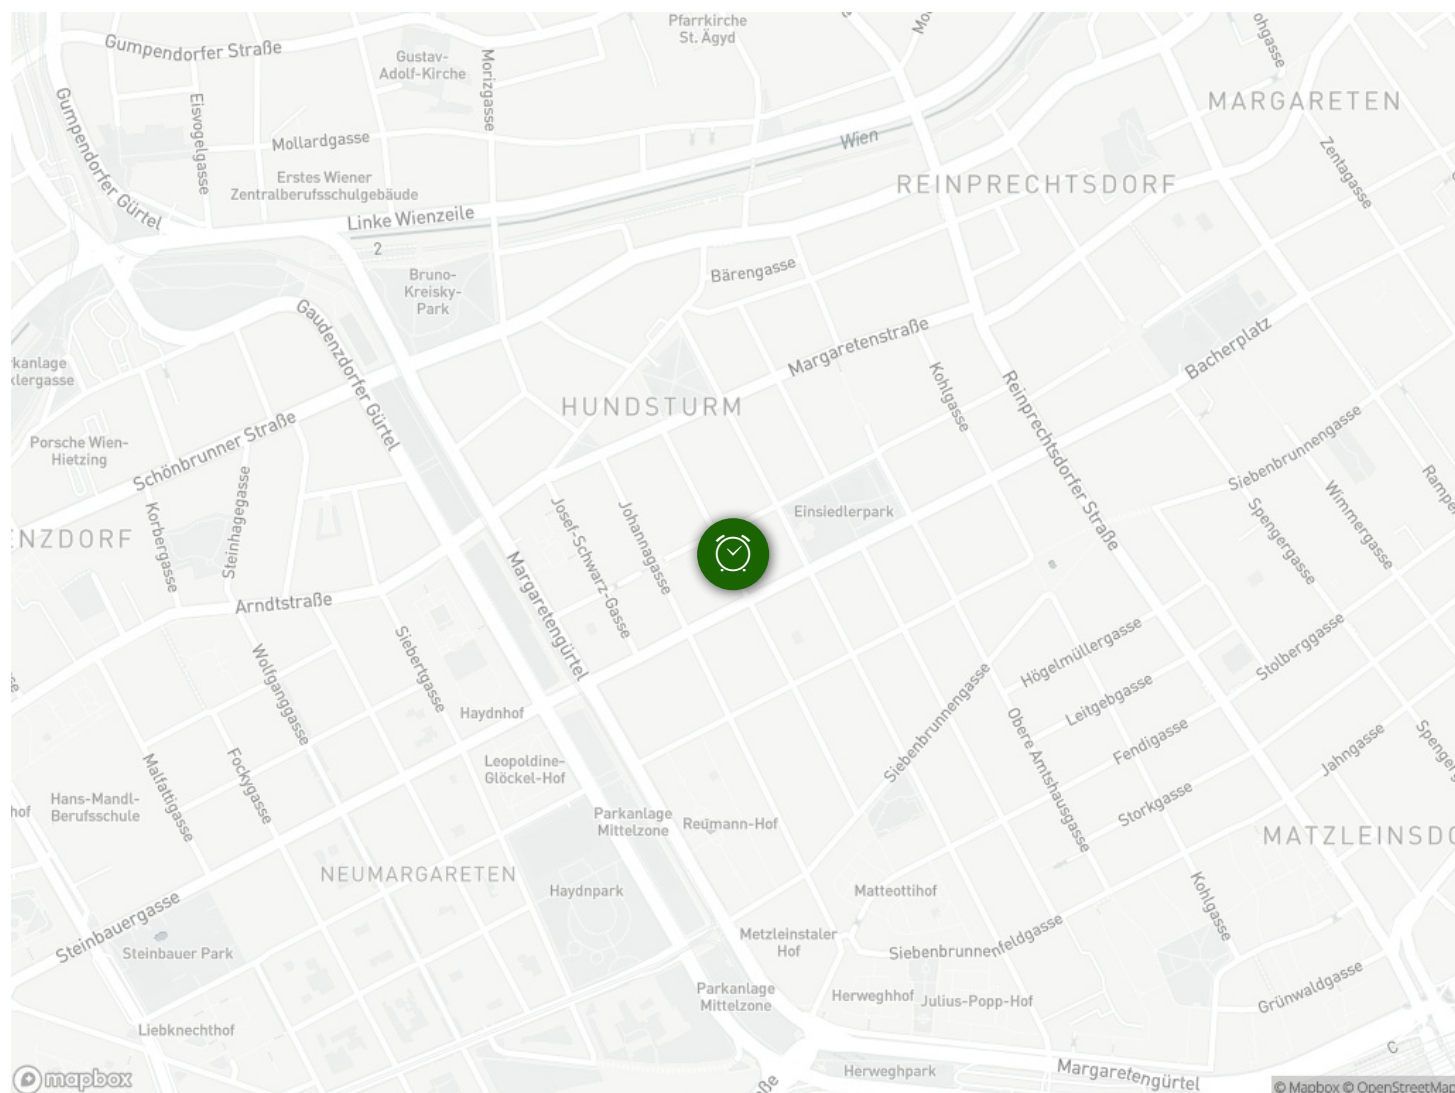 Pfarrkirche
St. Ägyd
Gumpendorfer Straße
Gustav-
Adolf-Kirche
Morizgasse
MARGARETEN
Gumpendorfer Gürtel
Eisvogelgasse
Mollardgasse
Wien
Zentagasse
Erstes Wiener
Zentralberufsschulgebäude
REINPRECHTSDORF
Linke Wienzeile
2
Bruno-
Kreisky-
Park
Bärengasse
Gaudenzdorfer Gürtel
Margaretenstraße
Bacherplatz
Kohlgasse
Reinprechtsdorfer Straße
HUNDSTURM
Schönbrunner Straße
Porsche Wien-
Hietzing
Siebenbrunnengasse
Korbergasse
Steinhagegasse
Josef-Schwarz-Gasse
Johannagasse
Einsiedlerpark
Spengergasse
Wimmergasse
ENZDORF
Margaretengürtel
Arndtstraße
Siebertgasse
Wolfganggasse
Högelmüllergasse
Stolberggasse
Leitgebgasse
Siebenbrunnengasse
Obere Amtshausgasse
Fendigasse
Jahngasse
Haydnhof
Leopoldine-
Glöckel-Hof
Malfattigasse
Fockygasse
Hans-Mandl-
Berufsschule
Parkanlage
Mittelzone
Reumann-Hof
Storkgasse
MATZLEINSDO
NEUMARGARETEN
Haydnpark
Matteottihof
Kohlgasse
Steinbauergasse
Steinbauer Park
Metzleinstaler
Hof
Siebenbrunnenfeldgasse
Parkanlage
Mittelzone
Herweghhof
Julius-Popp-Hof
Grünwaldgasse
Liebknechthof
Herweghpark
Margaretengürtel
C
mapbox
© Mapbox © OpenStreetMap